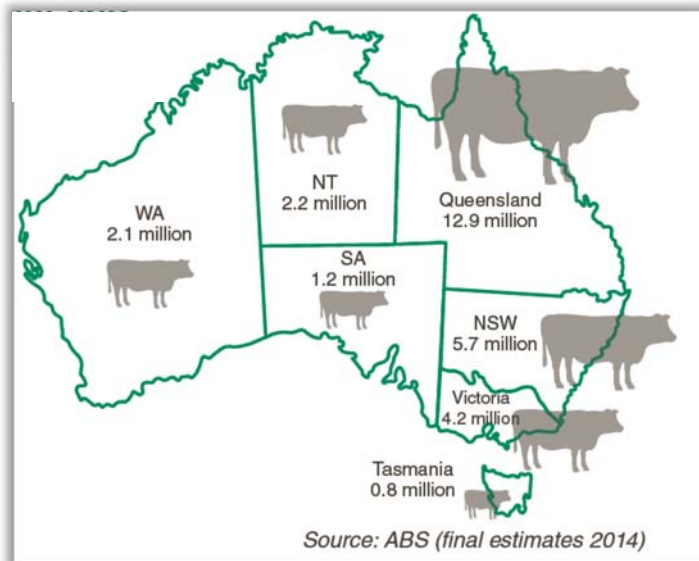 NT
2.2 million
Queensland
12.9 million
WA
2.1 million
SA
1.2 million
NSW
5.7 million
Victoria
4.2 million
Tasmania
0.8 million
Source: ABS (final estimates 2014)